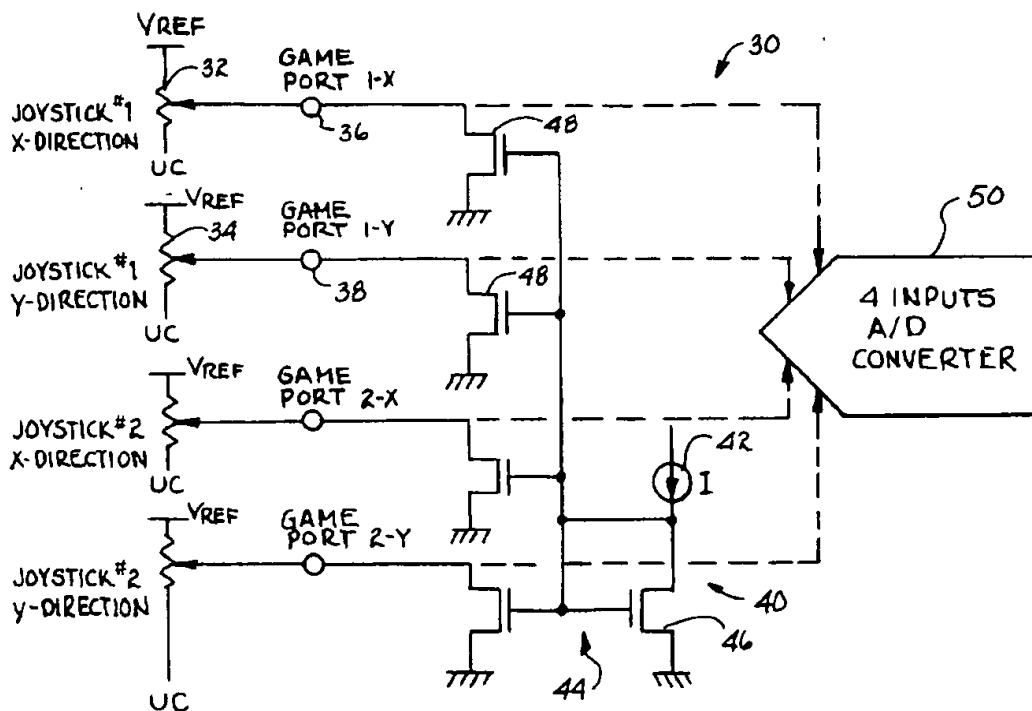 VREF
32
GAME
PORT 1-X
30
JOYSTICK #1
X-DIRECTION
36
48
UC
VREF
34
GAME
PORT 1-Y
50
JOYSTICK #1
Y-DIRECTION
38
48
4 INPUTS
A/D
CONVERTER
UC
VREF
GAME
PORT 2-X
JOYSTICK #2
X-DIRECTION
42
I
UC
VREF
GAME
PORT 2-Y
JOYSTICK #2
Y-DIRECTION
40
46
44
UC